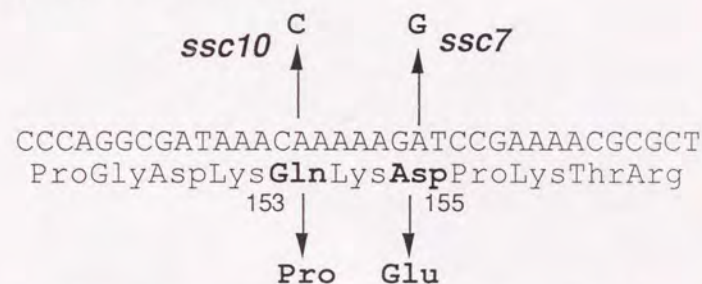 C G
ssc10 ssc7
CCCAGGCGATAAACAAAAAGATCCGAAAACGCGCT
ProGlyAspLysGlnLysAspProLysThrArg
153 155
Pro Glu